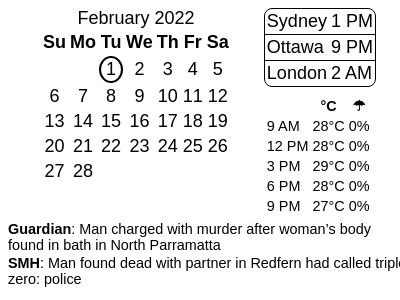 February 2022
Su Mo Tu We Th Fr Sa
1 2 3 4 5
6 7 8 9 10 11 12
13 14 15 16 17 18 19
20 21 22 23 24 25 26
27 28
Sydney 1 PM
Ottawa 9 PM
London 2 AM
°C ☂
9 AM 28°C 0%
12 PM 28°C 0%
3 PM 29°C 0%
6 PM 28°C 0%
9 PM 27°C 0%
Guardian: Man charged with murder after woman’s body
found in bath in North Parramatta
SMH: Man found dead with partner in Redfern had called triple
zero: police